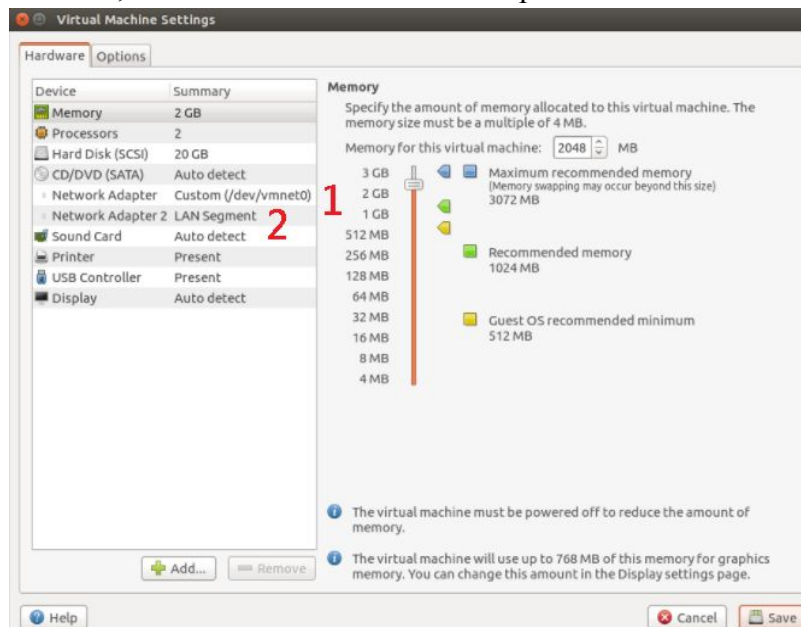 Virtual Machine Settings
Hardware Options
Device Summary
Memory 2 GB
Processors 2
Hard Disk (SCSI) 20 GB
CD/DVD (SATA) Auto detect
Network Adapter Custom (/dev/vmnet0) 1
Network Adapter 2 LAN Segment 2
Sound Card Auto detect
Printer Present
USB Controller Present
Display Auto detect
Add... Remove
Memory
Specify the amount of memory allocated to this virtual machine. The
memory size must be a multiple of 4 MB.
Memory for this virtual machine: 2048 MB
3 GB
2 GB
1 GB
512 MB
256 MB
128 MB
64 MB
32 MB
16 MB
8 MB
4 MB
Maximum recommended memory
(Memory swapping may occur beyond this size)
3072 MB
Recommended memory
1024 MB
Guest OS recommended minimum
512 MB
The virtual machine must be powered off to reduce the amount of
memory.
The virtual machine will use up to 768 MB of this memory for graphics
memory. You can change this amount in the Display settings page.
Help Cancel Save